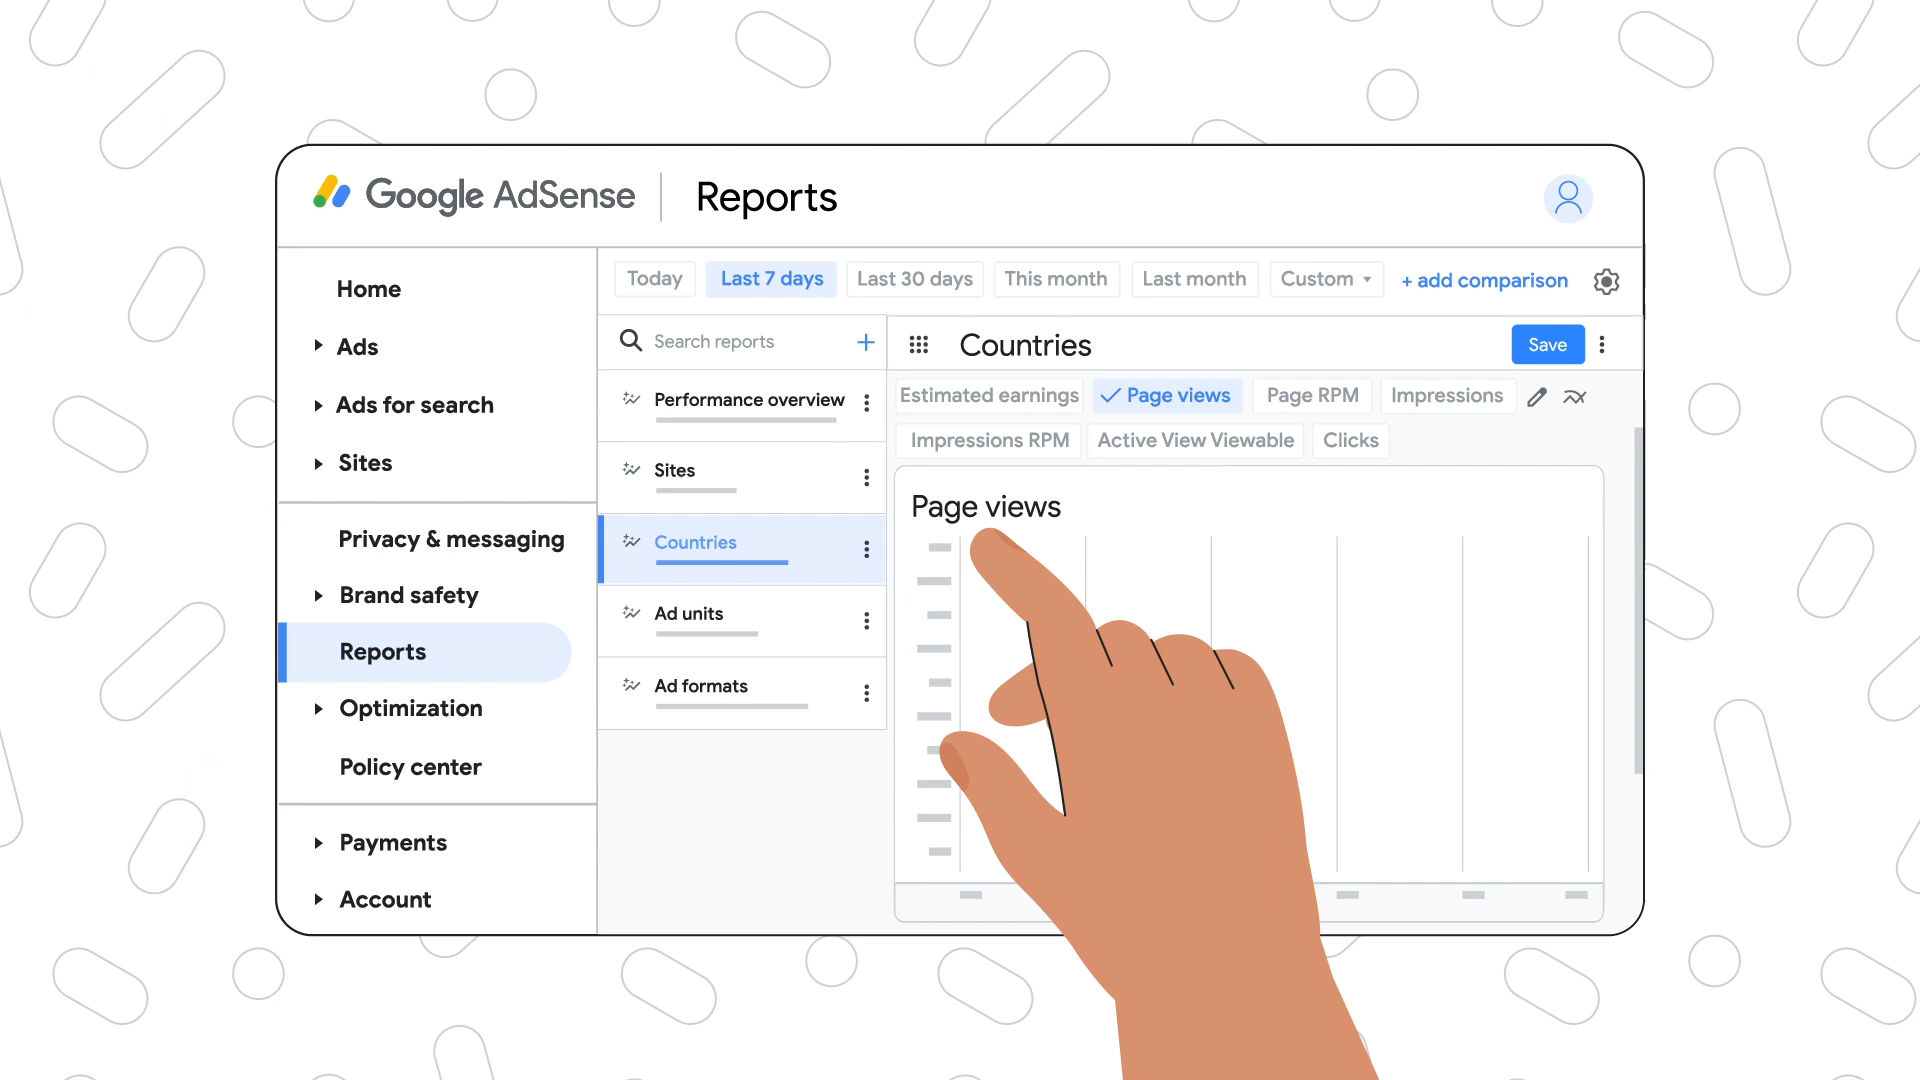 Google AdSense
Reports
Home
Ads
Ads for search
Sites
Privacy & messaging
Brand safety
Reports
Optimization
Policy center
Payments
Account
Today
Last 7 days
Last 30 days
This month
Last month
Custom
+ add comparison
Search reports
Performance overview
Sites
Countries
Ad units
Ad formats
Countries
Save
Estimated earnings
Page views
Page RPM
Impressions
Impressions RPM
Active View Viewable
Clicks
Page views